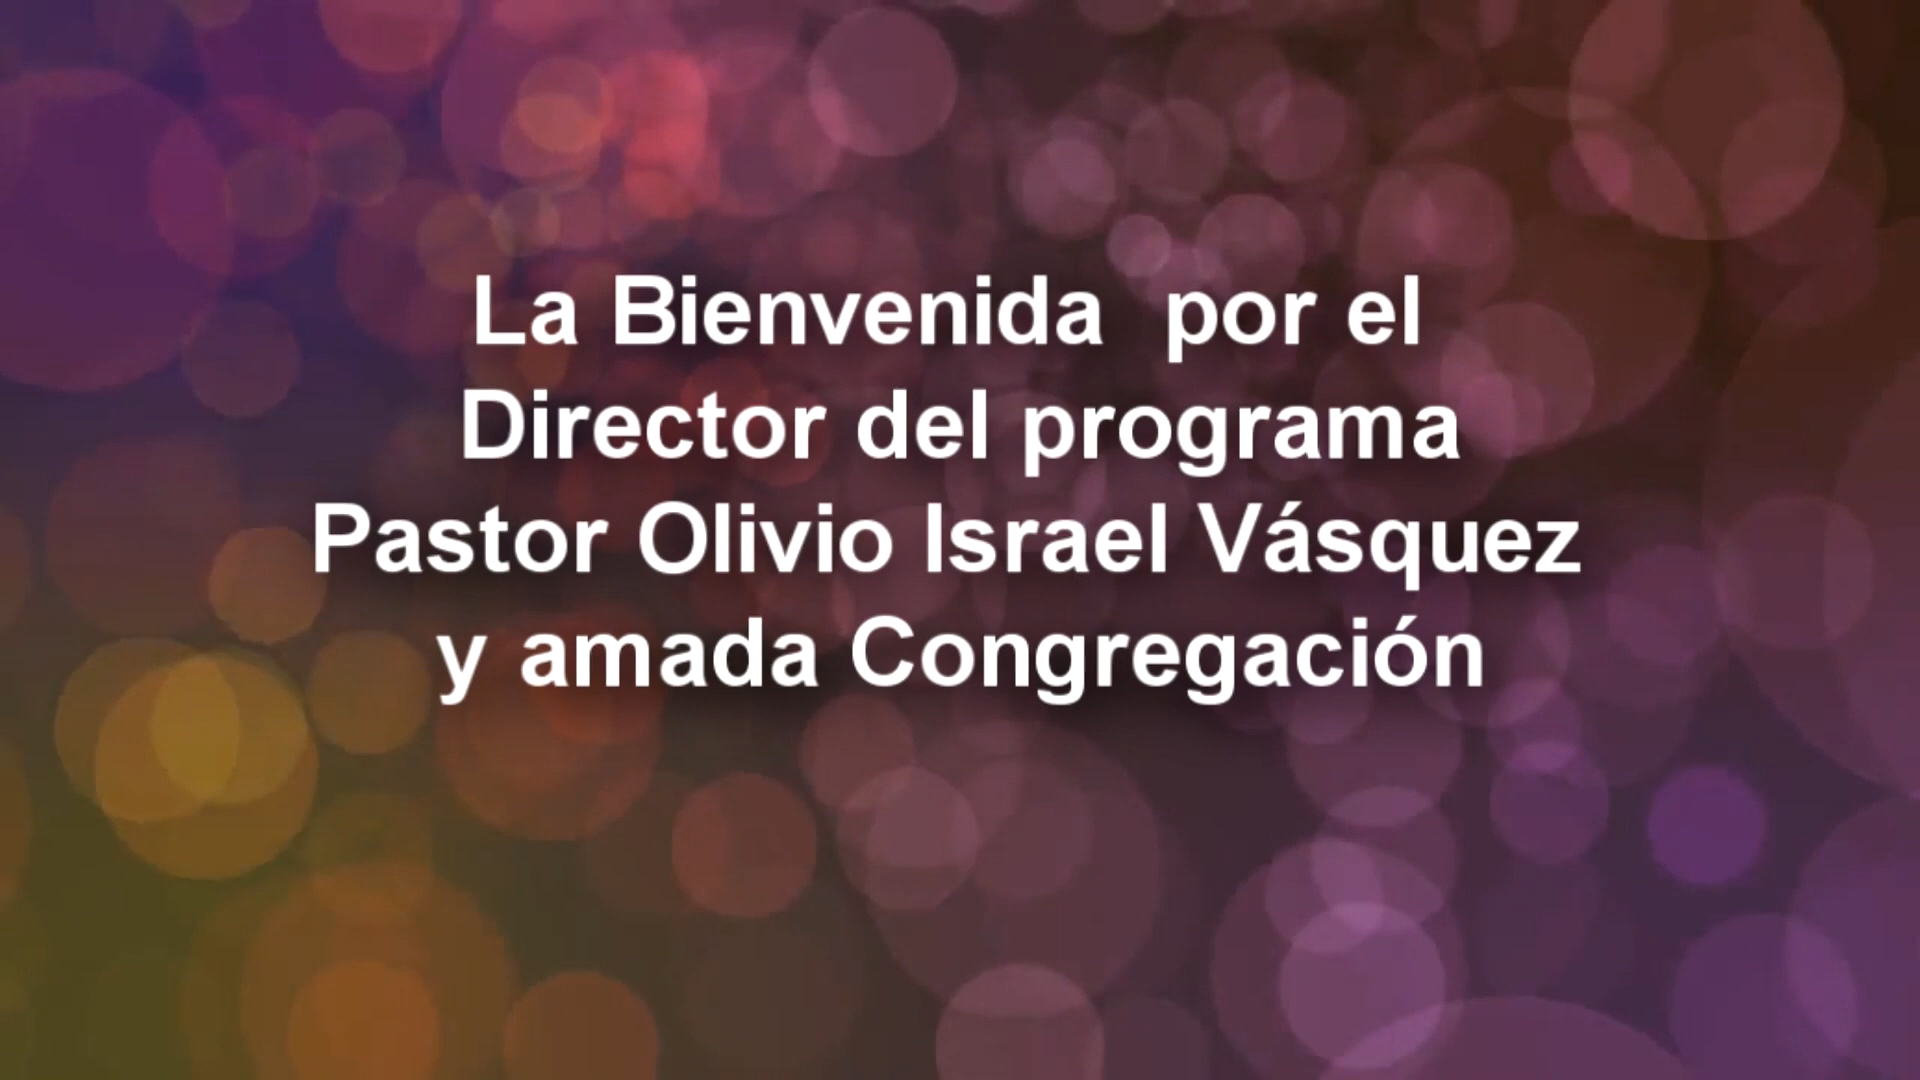 La Bienvenida  por el
Director del programa
Pastor Olivio Israel Vásquez
y amada Congregación